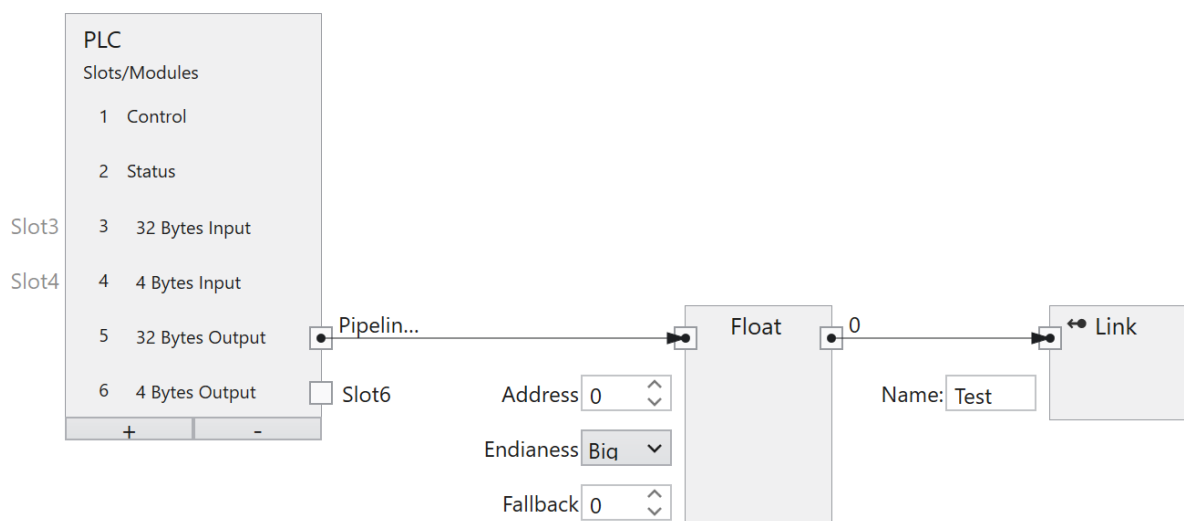 PLC
Slots/Modules
1 Control
2 Status
Slot3 3 32 Bytes Input
Slot4 4 4 Bytes Input
5 32 Bytes Output Pipelin... Float 0 Link
6 4 Bytes Output Slot6 Address 0 Name: Test
+ -
Endianess Big
Fallback 0